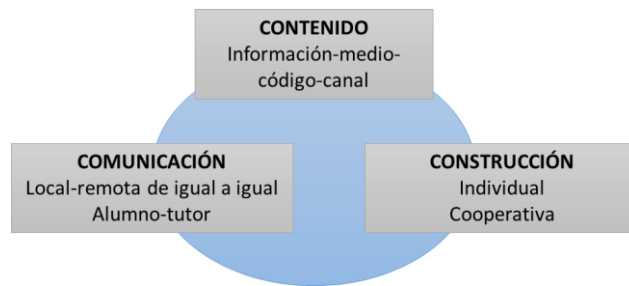 CONTENIDO
Información-medio-
código-canal
COMUNICACIÓN
Local-remota de igual a igual
Alumno-tutor
CONSTRUCCIÓN
Individual
Cooperativa